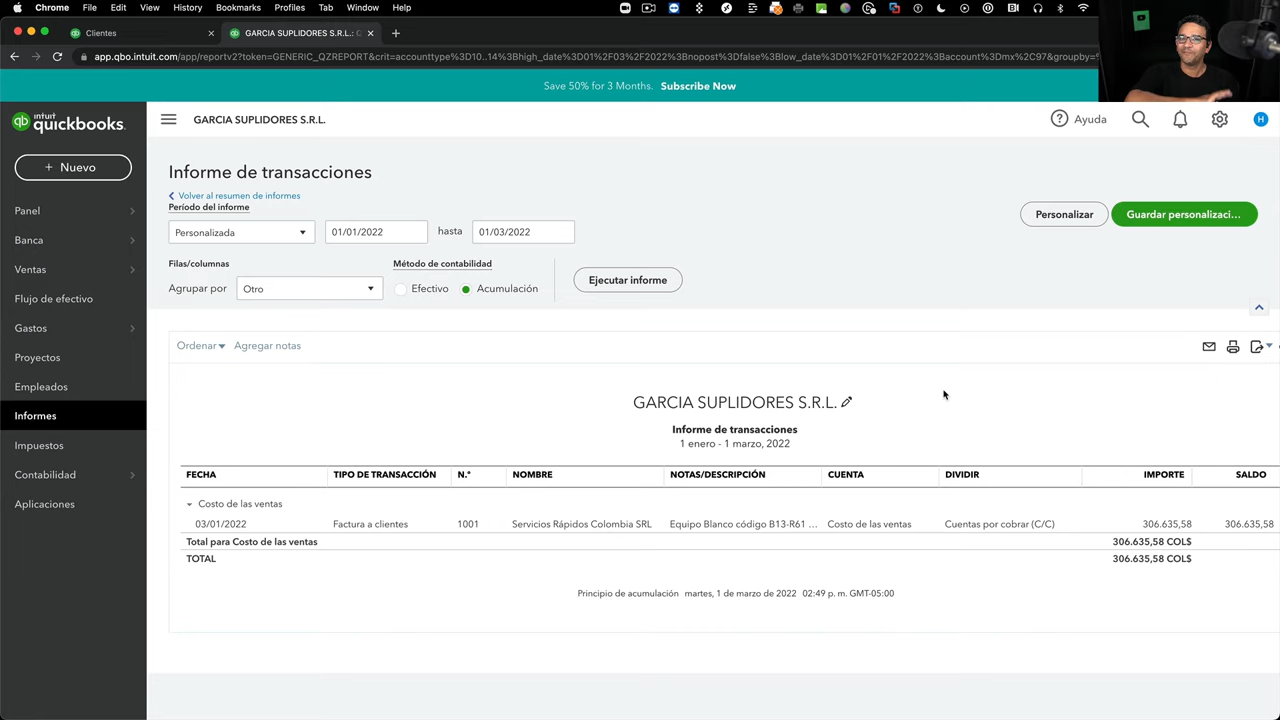 Chrome File Edit View History Bookmarks Profiles Tab Window Help
Clientes
GARCIA SUPLIDORES S.R.L.: Q
app.qbo.intuit.com/app/reportv2?token=GENERIC_QZREPORT&crit=accounttype%3D10...14%3Bhigh_date%3D01%2F03%2F2022%3Bnopost%3Dfalse%3Blow_date%3D01%2F01%2F2022%3Baccount%3Dmx%2C97&groupby=%
Save 50% for 3 Months. Subscribe Now
intuit
quickbooks.
GARCIA SUPLIDORES S.R.L.
Ayuda
H
+ Nuevo
Panel
Banca
Ventas
Flujo de efectivo
Gastos
Proyectos
Empleados
Informes
Impuestos
Contabilidad
Aplicaciones
Informe de transacciones
Volver al resumen de informes
Período del informe
Personalizada 01/01/2022 hasta 01/03/2022
Personalizar Guardar personalizaci...
Filas/columnas Método de contabilidad
Agrupar por Otro Efectivo Acumulación Ejecutar informe
Ordenar Agregar notas
GARCIA SUPLIDORES S.R.L.
Informe de transacciones
1 enero - 1 marzo, 2022
FECHA TIPO DE TRANSACCIÓN N.º NOMBRE NOTAS/DESCRIPCIÓN CUENTA DIVIDIR IMPORTE SALDO
Costo de las ventas
03/01/2022 Factura a clientes 1001 Servicios Rápidos Colombia SRL Equipo Blanco código B13-R61 ... Costo de las ventas Cuentas por cobrar (C/C) 306.635,58 306.635,58
Total para Costo de las ventas 306.635,58 COL$
TOTAL 306.635,58 COL$
Principio de acumulación martes, 1 de marzo de 2022 02:49 p. m. GMT-05:00